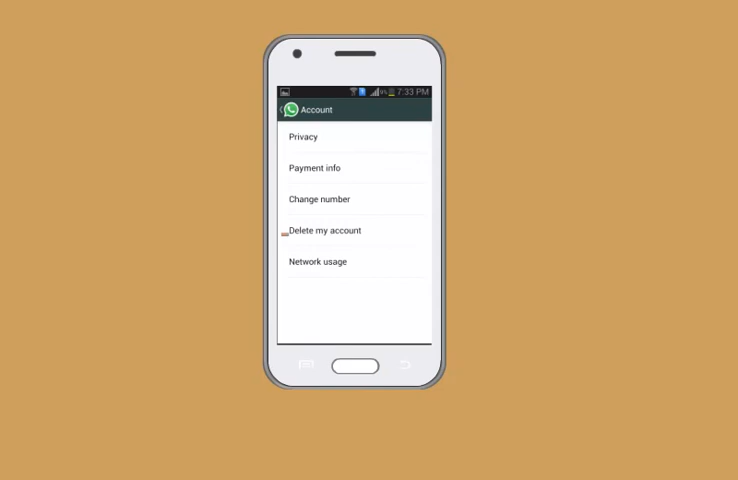 7:33 PM
Account
Privacy
Payment info
Change number
Delete my account
Network usage